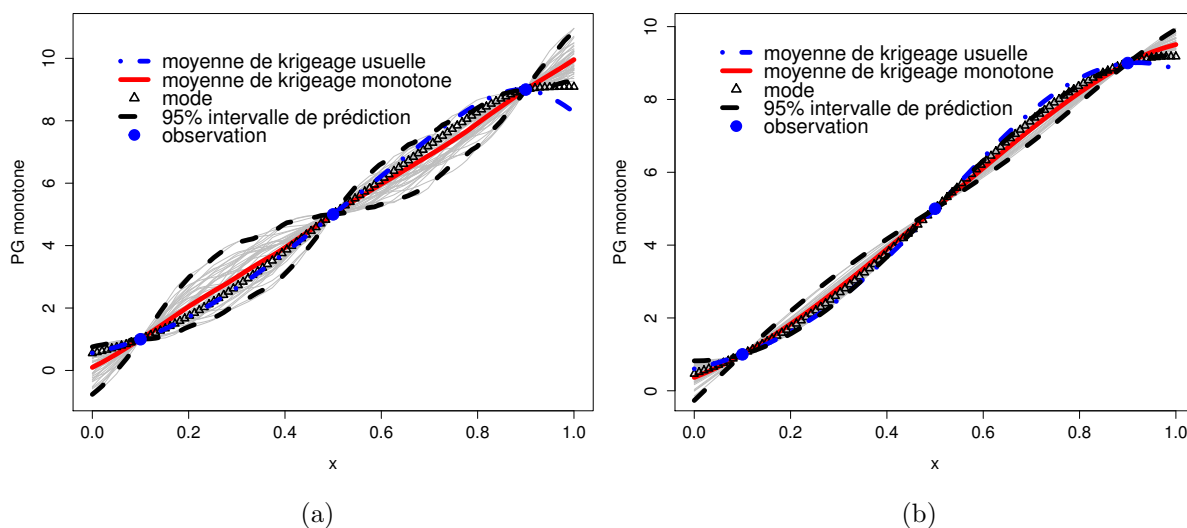 moyenne de krigeage usuelle
moyenne de krigeage monotone
mode
95% intervalle de prédiction
observation
PG monotone
0 2 4 6 8 10
0.0 0.2 0.4 0.6 0.8 1.0
x
(a)
moyenne de krigeage usuelle
moyenne de krigeage monotone
mode
95% intervalle de prédiction
observation
PG monotone
0 2 4 6 8 10
0.0 0.2 0.4 0.6 0.8 1.0
x
(b)